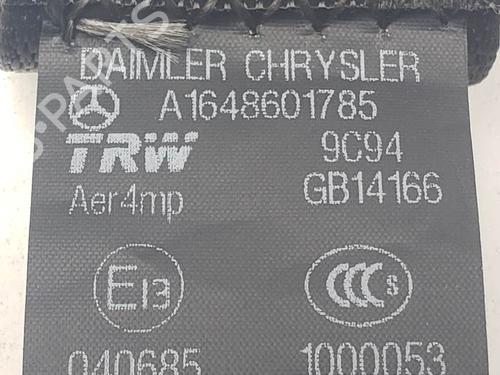 DAIMLER CHRYSLER
A1648601785
TRW 9C94
Aer4mp GB14166
E13 CCC S
040685 1000053